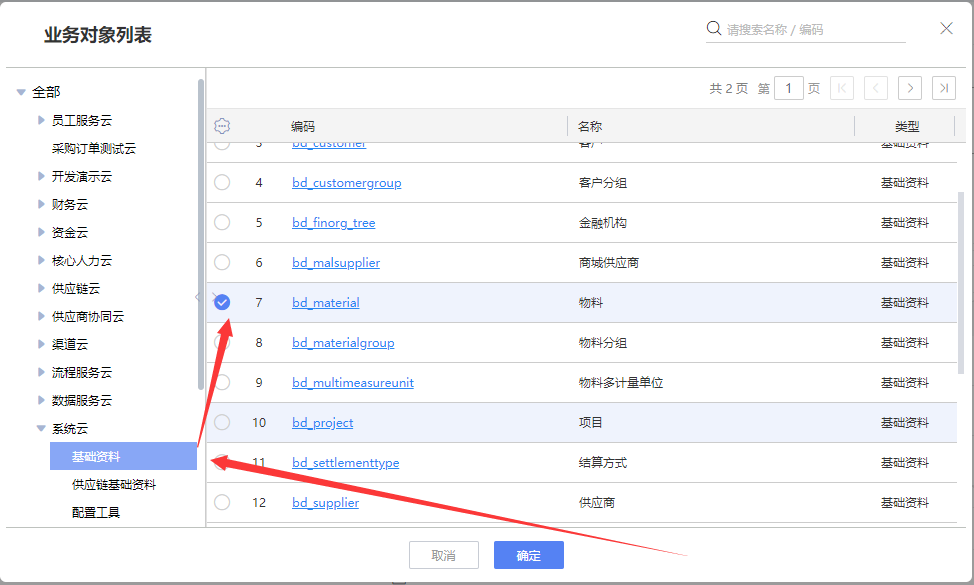 业务对象列表
请搜索名称 / 编码
全部
员工服务云
采购订单测试云
开发演示云
财务云
资金云
核心人力云
供应链云
供应商协同云
渠道云
流程服务云
数据服务云
系统云
基础资料
供应链基础资料
配置工具
共 2 页 第 1 页
编码 名称 类型
3 bd_customer 客户 基础资料
4 bd_customergroup 客户分组 基础资料
5 bd_finorg_tree 金融机构 基础资料
6 bd_malsupplier 商城供应商 基础资料
7 bd_material 物料 基础资料
8 bd_materialgroup 物料分组 基础资料
9 bd_multimeasureunit 物料多计量单位 基础资料
10 bd_project 项目 基础资料
11 bd_settlementtype 结算方式 基础资料
12 bd_supplier 供应商 基础资料
取消 确定